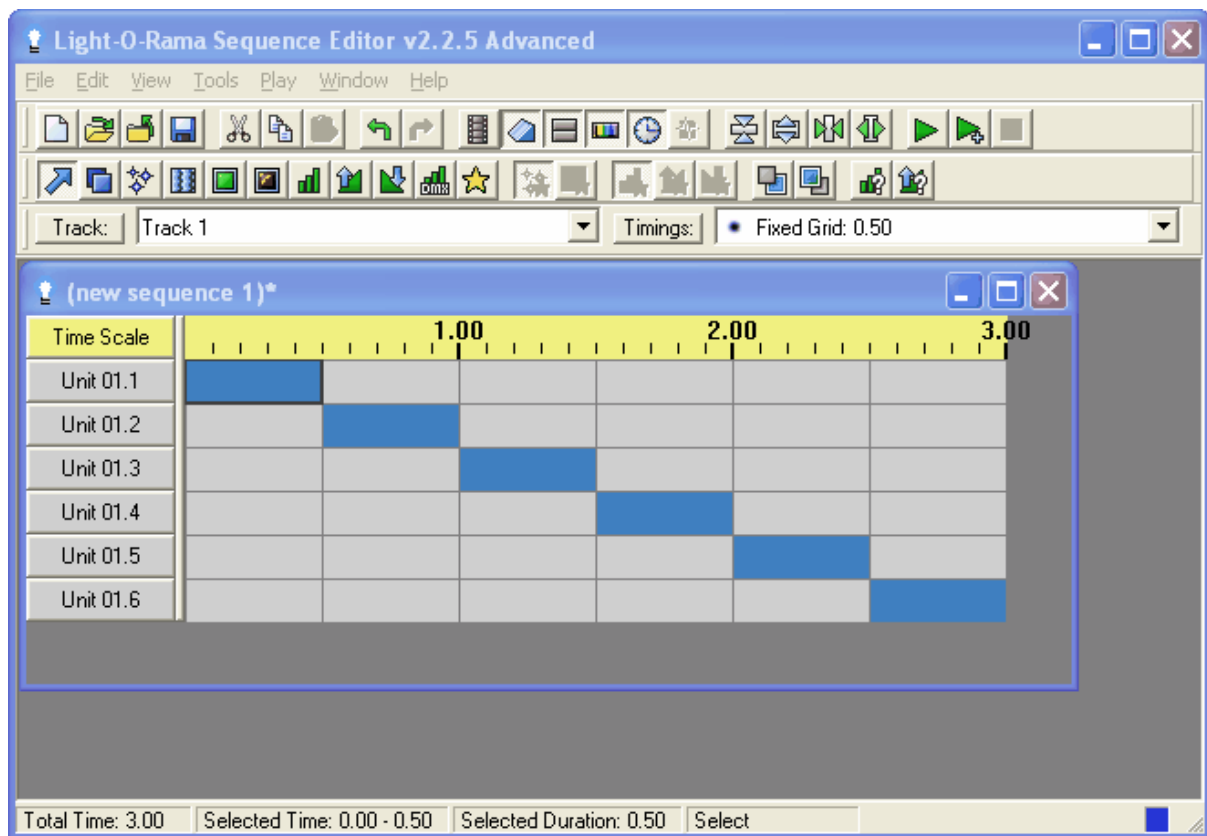 Light-O-Rama Sequence Editor v2.2.5 Advanced
File Edit View Tools Play Window Help
DMX
Track: Track 1 Timings: Fixed Grid: 0.50
(new sequence 1)*
Time Scale 1.00 2.00 3.00
Unit 01.1
Unit 01.2
Unit 01.3
Unit 01.4
Unit 01.5
Unit 01.6
Total Time: 3.00 Selected Time: 0.00 - 0.50 Selected Duration: 0.50 Select